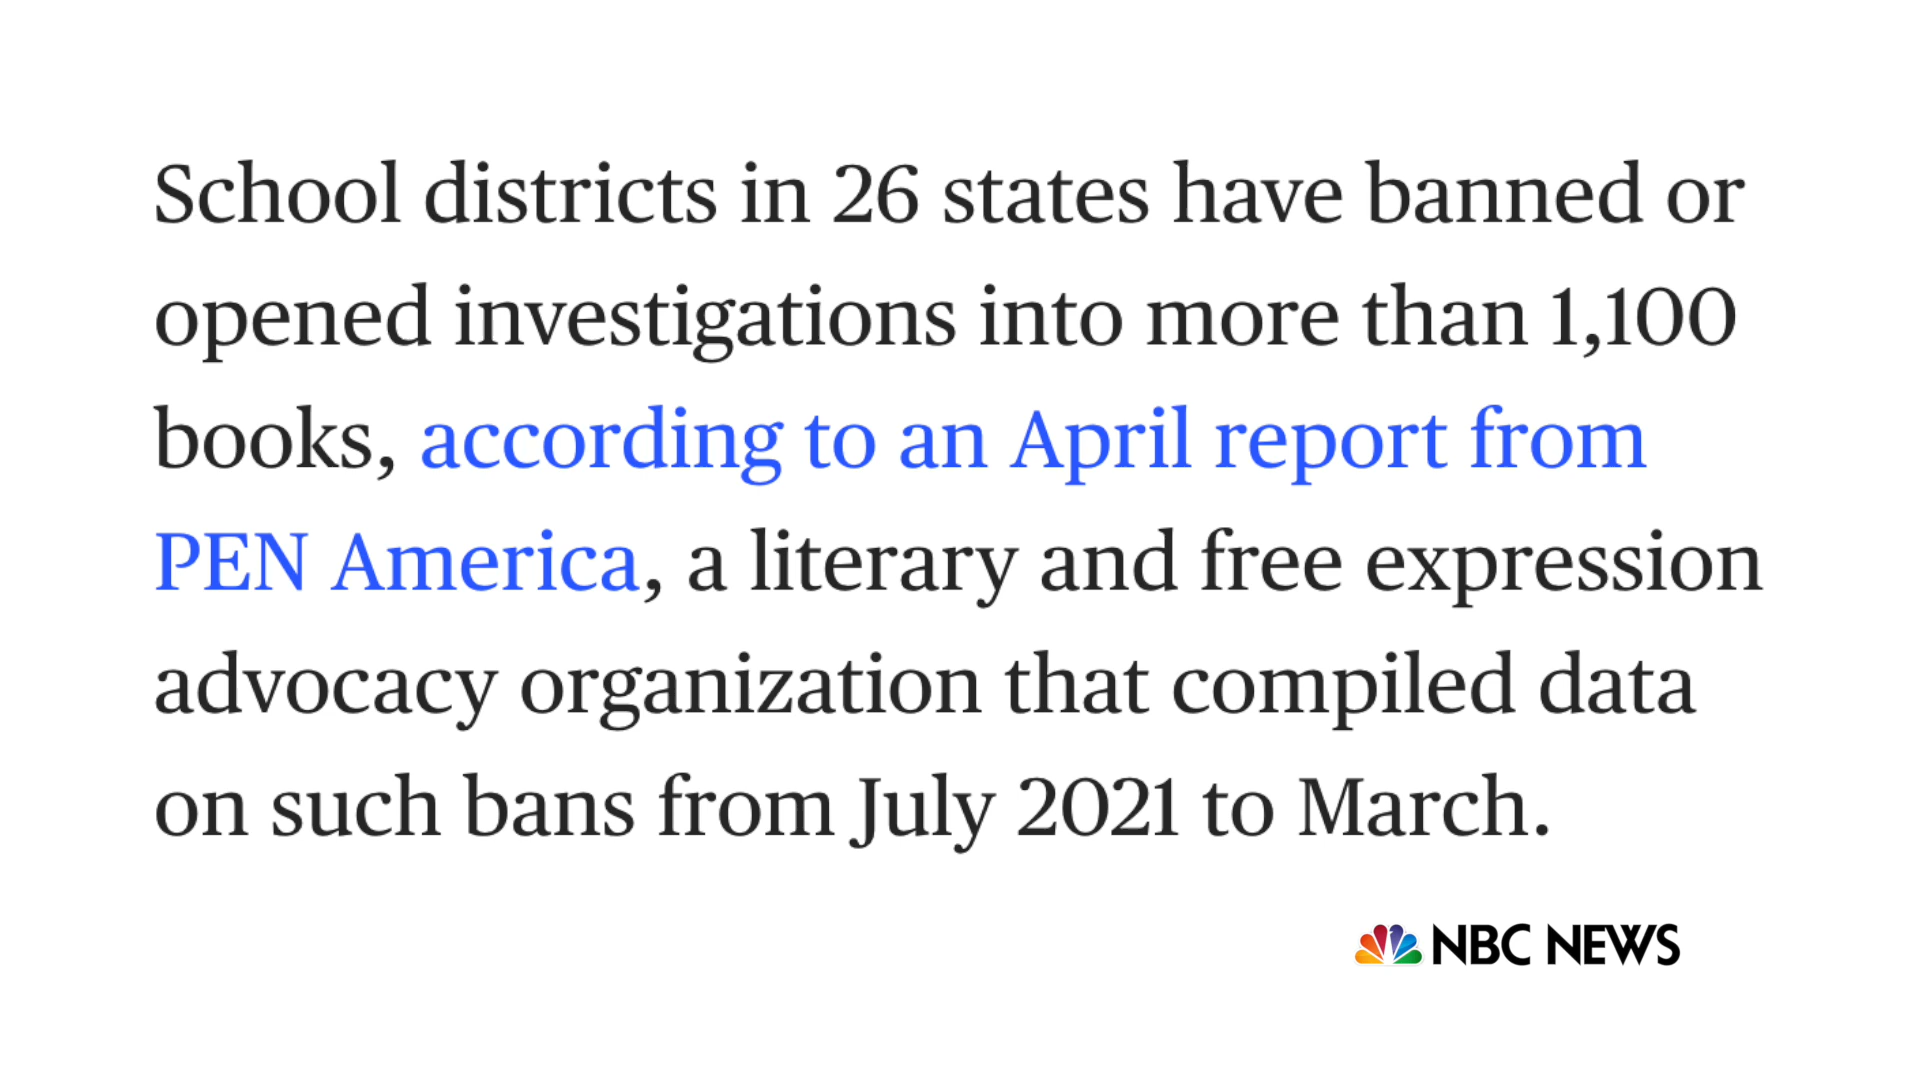 School districts in 26 states have banned or
opened investigations into more than 1,100
books, according to an April report from
PEN America, a literary and free expression
advocacy organization that compiled data
on such bans from July 2021 to March.
NBC NEWS